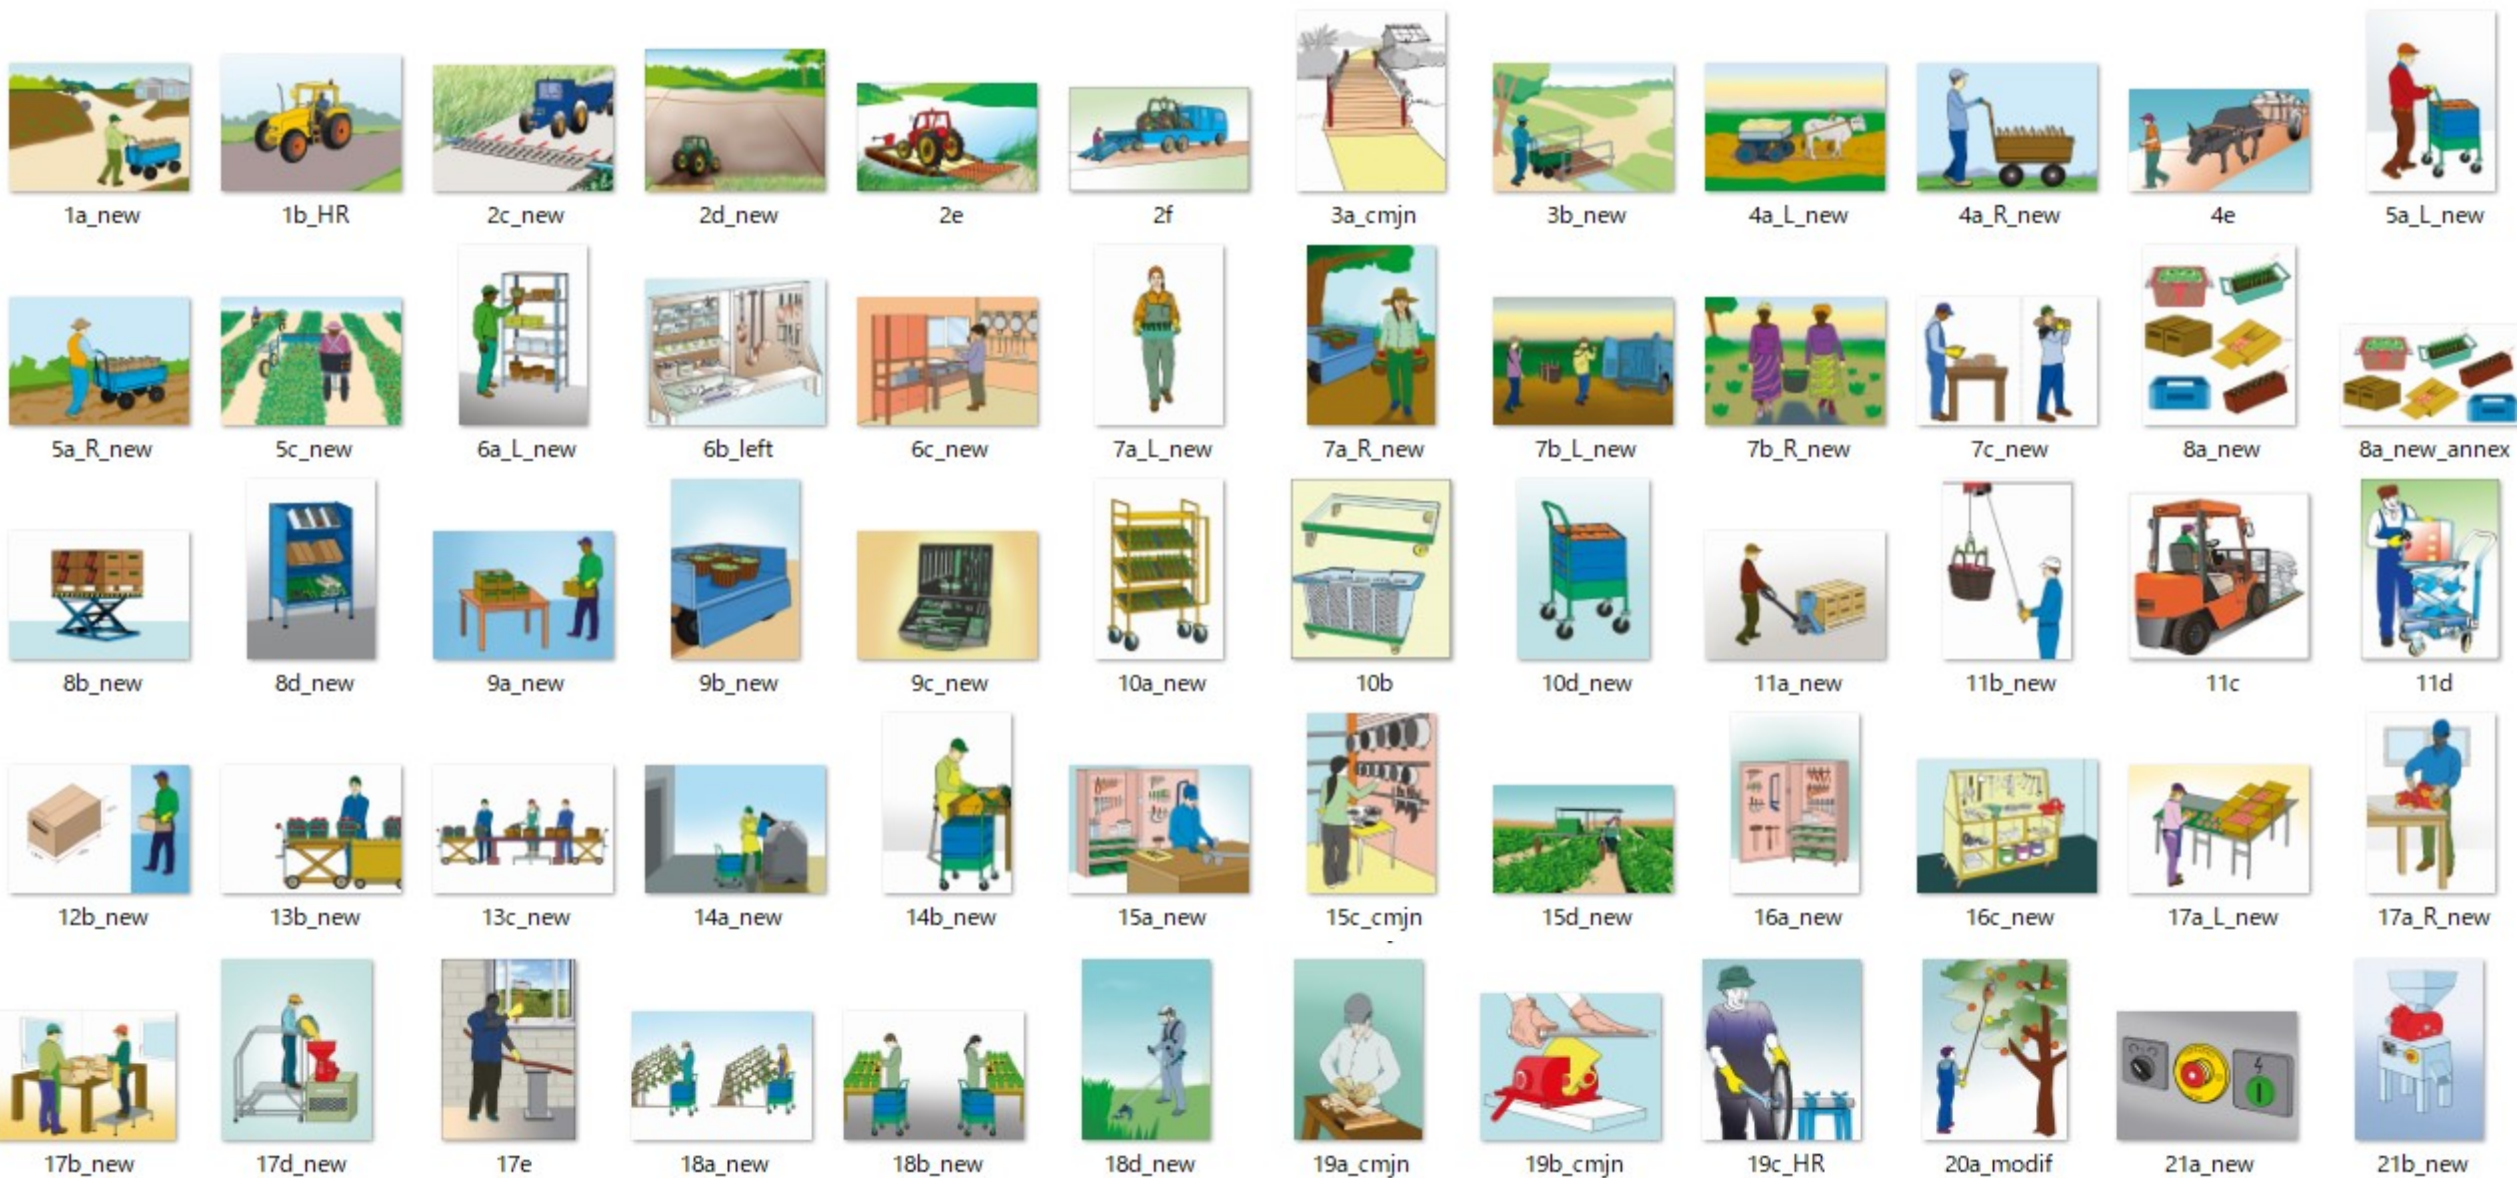 1a_new 1b_HR 2c_new 2d_new 2e 2f 3a_cmjn 3b_new 4a_L_new 4a_R_new 4e 5a_L_new
5a_R_new 5c_new 6a_L_new 6b_left 6c_new 7a_L_new 7a_R_new 7b_L_new 7b_R_new 7c_new 8a_new 8a_new_annex
8b_new 8d_new 9a_new 9b_new 9c_new 10a_new 10b 10d_new 11a_new 11b_new 11c 11d
12b_new 13b_new 13c_new 14a_new 14b_new 15a_new 15c_cmjn 15d_new 16a_new 16c_new 17a_L_new 17a_R_new
17b_new 17d_new 17e 18a_new 18b_new 18d_new 19a_cmjn 19b_cmjn 19c_HR 20a_modif 21a_new 21b_new